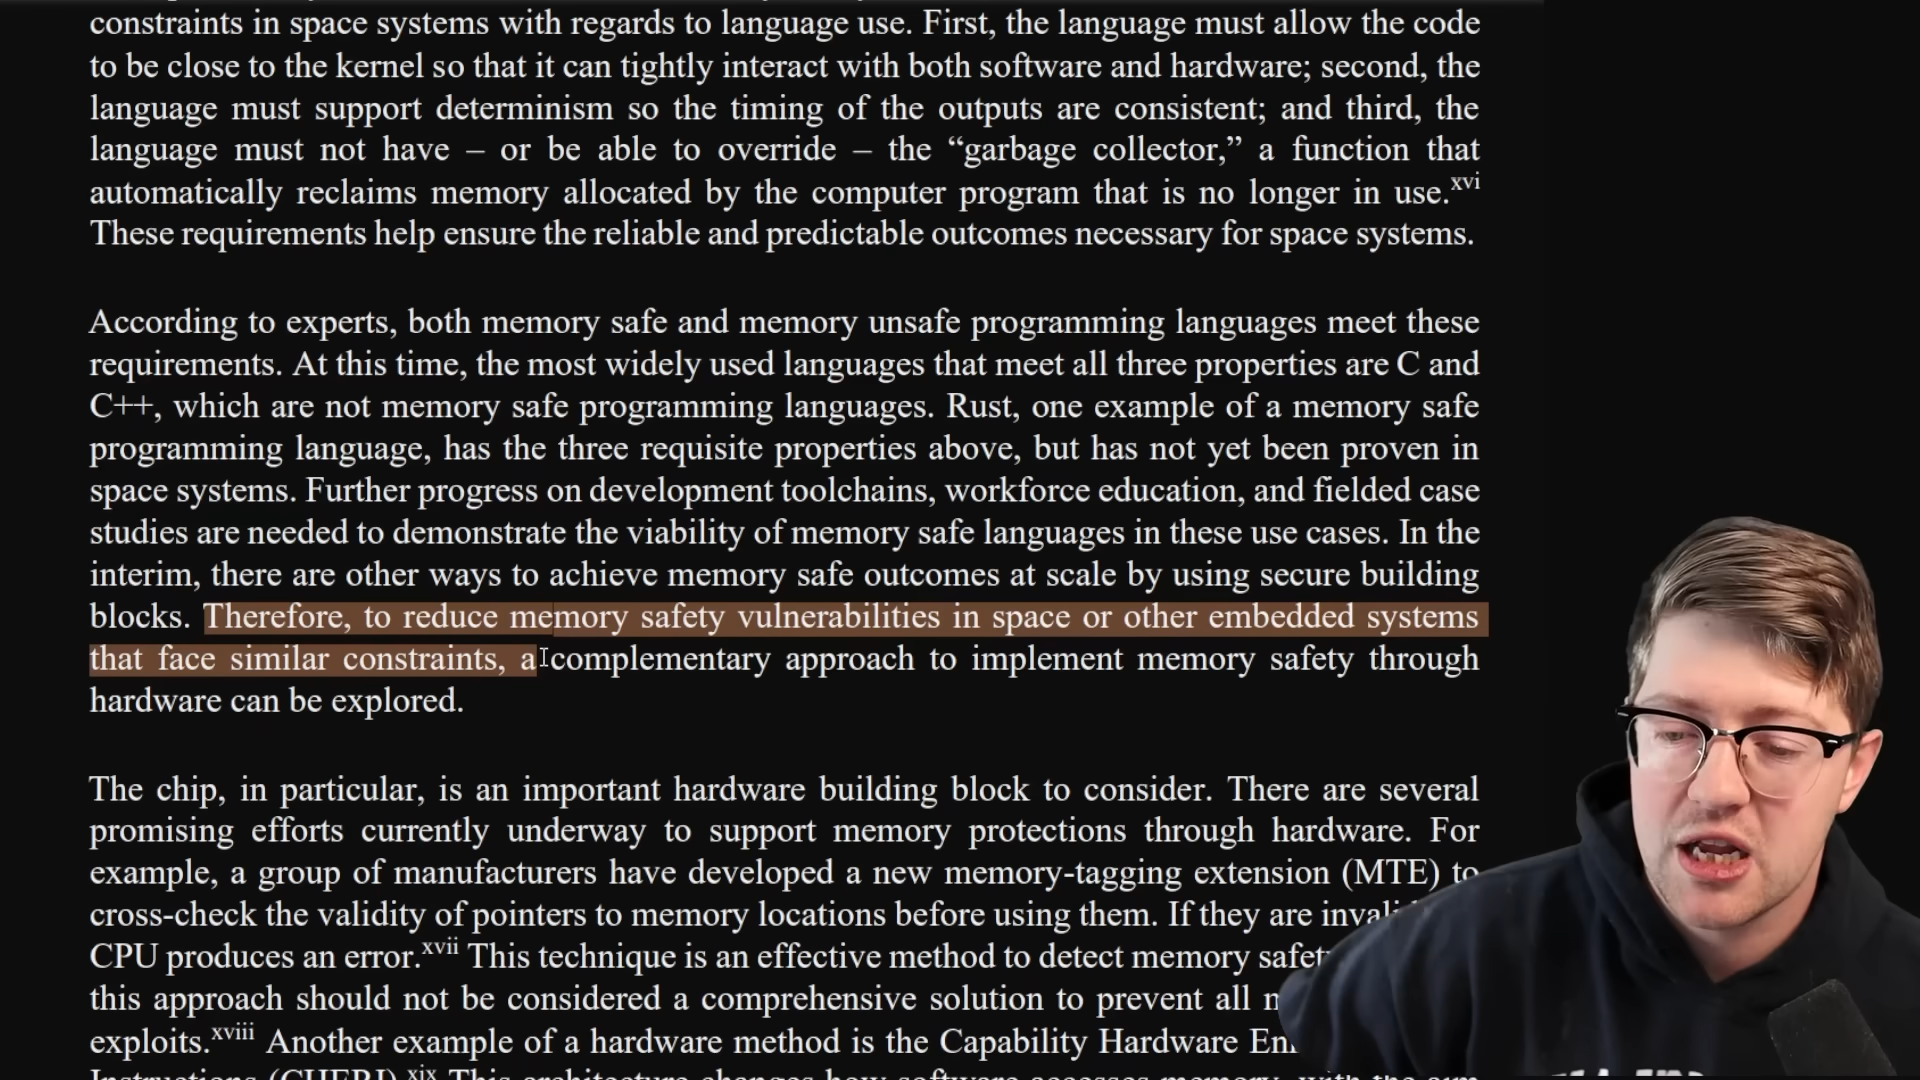 constraints in space systems with regards to language use. First, the language must allow the code
to be close to the kernel so that it can tightly interact with both software and hardware; second, the
language must support determinism so the timing of the outputs are consistent; and third, the
language must not have – or be able to override – the “garbage collector,” a function that
automatically reclaims memory allocated by the computer program that is no longer in use.xvi
These requirements help ensure the reliable and predictable outcomes necessary for space systems.
According to experts, both memory safe and memory unsafe programming languages meet these
requirements. At this time, the most widely used languages that meet all three properties are C and
C++, which are not memory safe programming languages. Rust, one example of a memory safe
programming language, has the three requisite properties above, but has not yet been proven in
space systems. Further progress on development toolchains, workforce education, and fielded case
studies are needed to demonstrate the viability of memory safe languages in these use cases. In the
interim, there are other ways to achieve memory safe outcomes at scale by using secure building
blocks. Therefore, to reduce memory safety vulnerabilities in space or other embedded systems
that face similar constraints, a complementary approach to implement memory safety through
hardware can be explored.
The chip, in particular, is an important hardware building block to consider. There are several
promising efforts currently underway to support memory protections through hardware. For
example, a group of manufacturers have developed a new memory-tagging extension (MTE) to
cross-check the validity of pointers to memory locations before using them. If they are
CPU produces an error.xvii This technique is an effective method to detect memory
this approach should not be considered a comprehensive solution to prevent all
exploits.xviii Another example of a hardware method is the Capability Hardware
Instructions (CHERI).xix This architecture changes how software accesses memory, with the aim